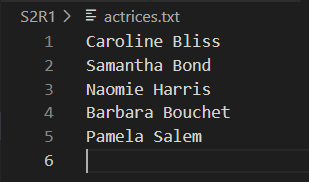 S2R1 > actrices.txt
1 Caroline Bliss
2 Samantha Bond
3 Naomie Harris
4 Barbara Bouchet
5 Pamela Salem
6